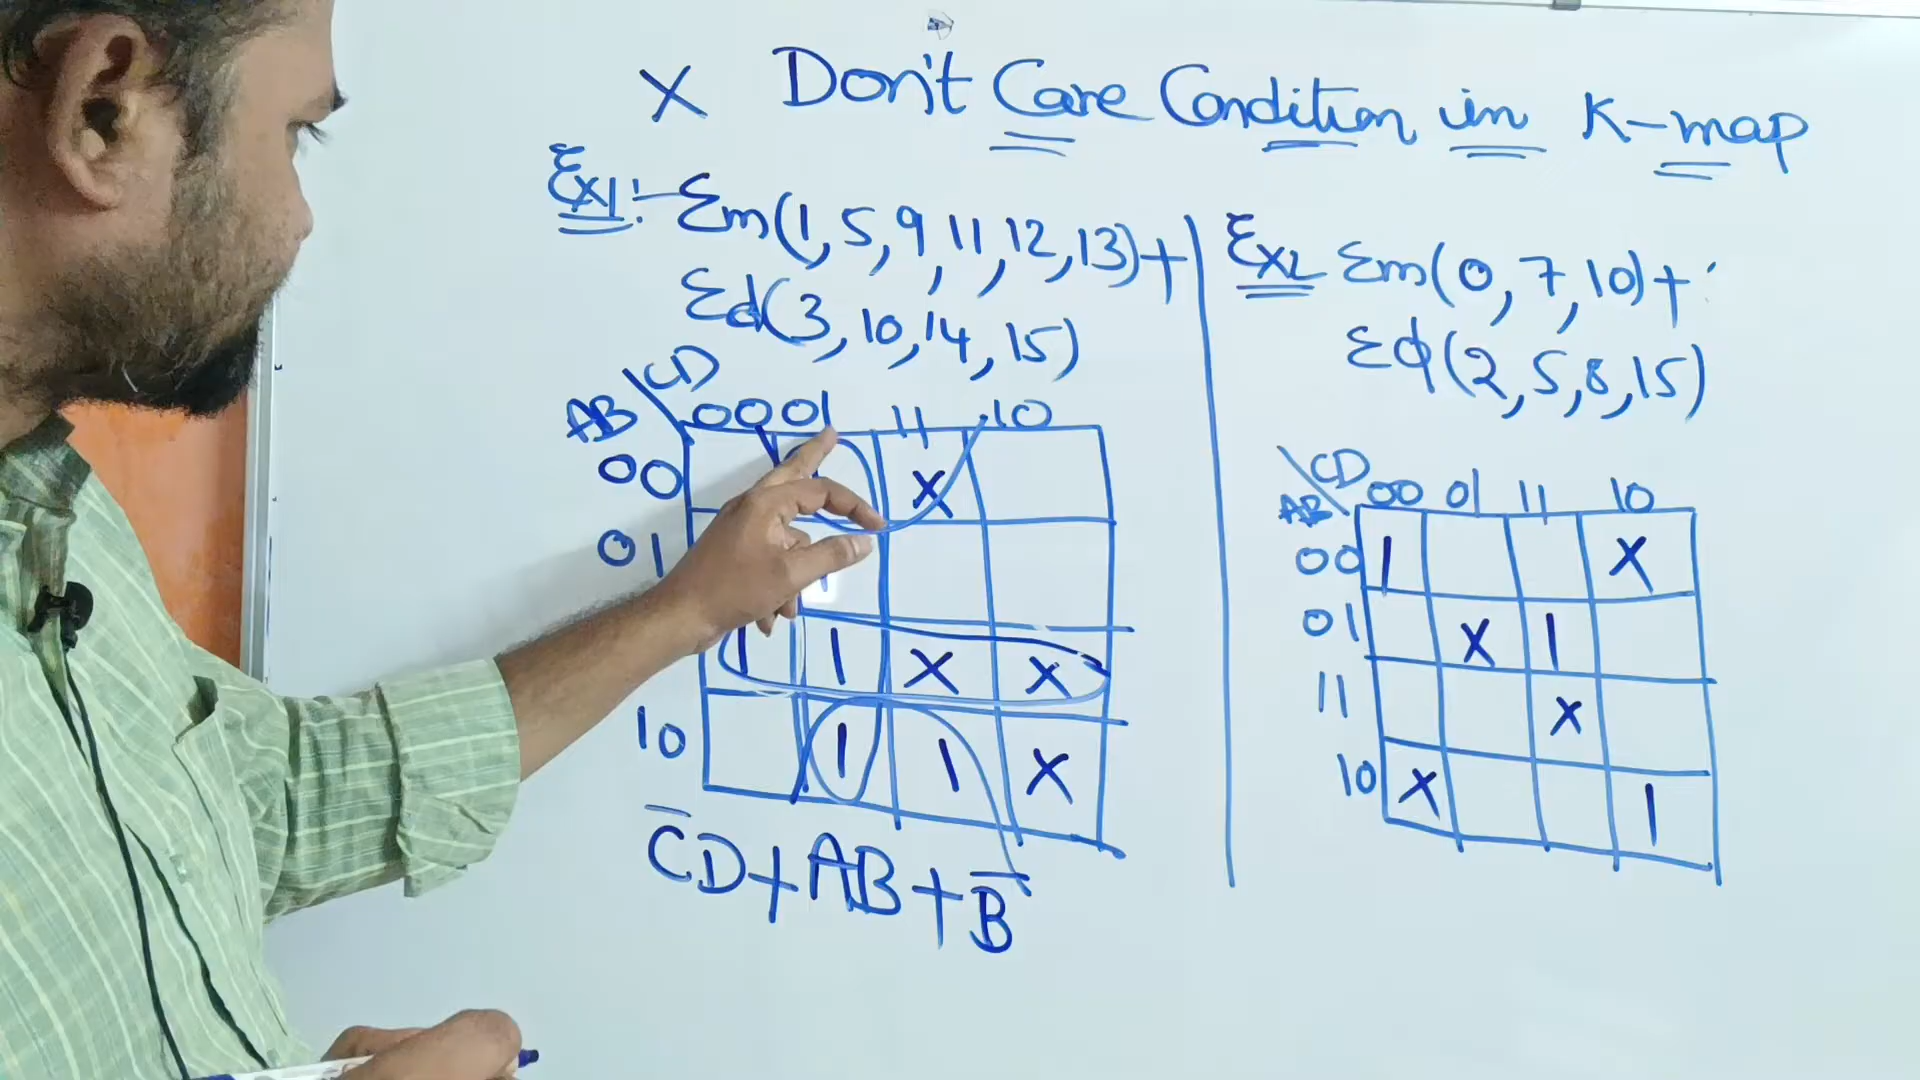 X Don't Care Condition in K-map
Ex1:- Σm(1,5,9,11,12,13)+
Σd(3,10,14,15)
CD
AB 00 01 11 10
00 X
01 1
1 1 X X
10 1 1 X
C̅D+AB+B̅
Ex2 Σm(0,7,10)+
Σϕ(2,5,8,15)
CD
AB 00 01 11 10
00 1 X
01 X 1
11 X
10 X 1